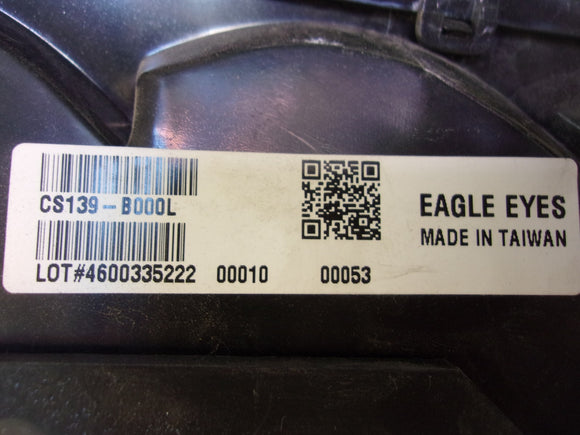 CS139-B000L
LOT#4600335222 00010 00053
EAGLE EYES
MADE IN TAIWAN